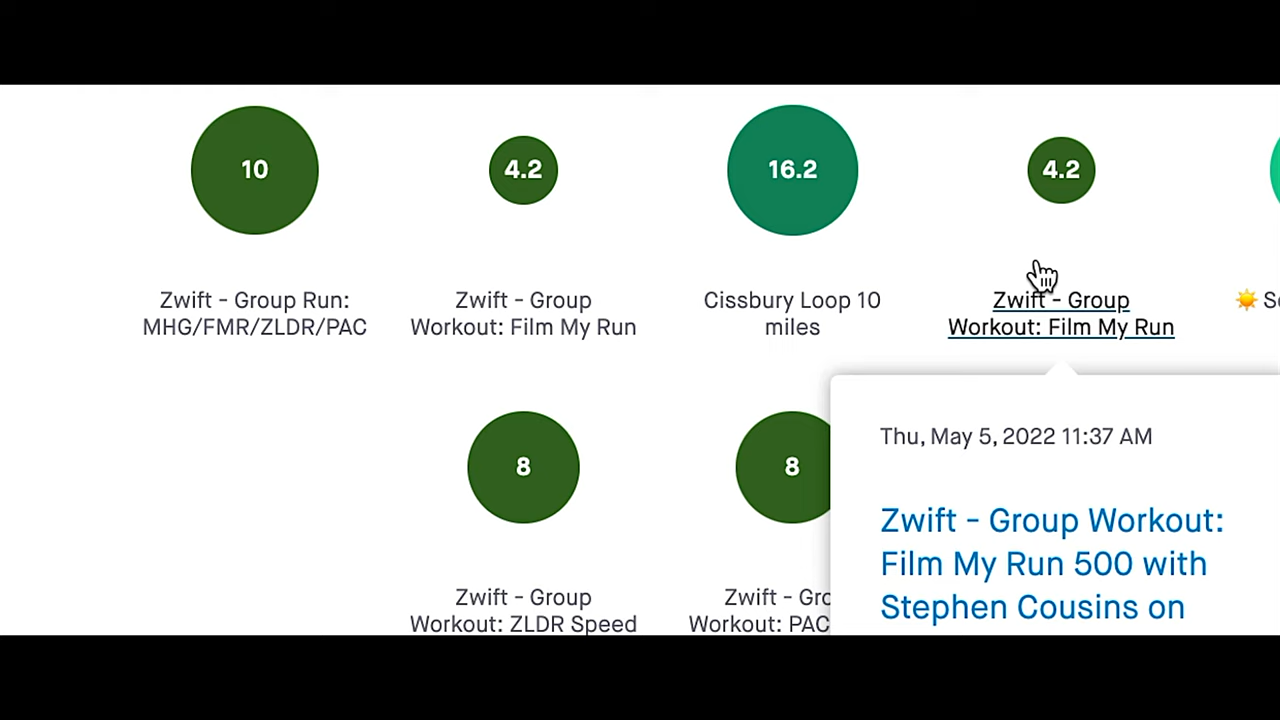 10
4.2
16.2
4.2
Zwift - Group Run:
MHG/FMR/ZLDR/PAC
Zwift - Group
Workout: Film My Run
Cissbury Loop 10
miles
Zwift - Group
Workout: Film My Run
8
8
Zwift - Group
Workout: ZLDR Speed
Zwift -
Workout: PAC
Thu, May 5, 2022 11:37 AM
Zwift - Group Workout:
Film My Run 500 with
Stephen Cousins on